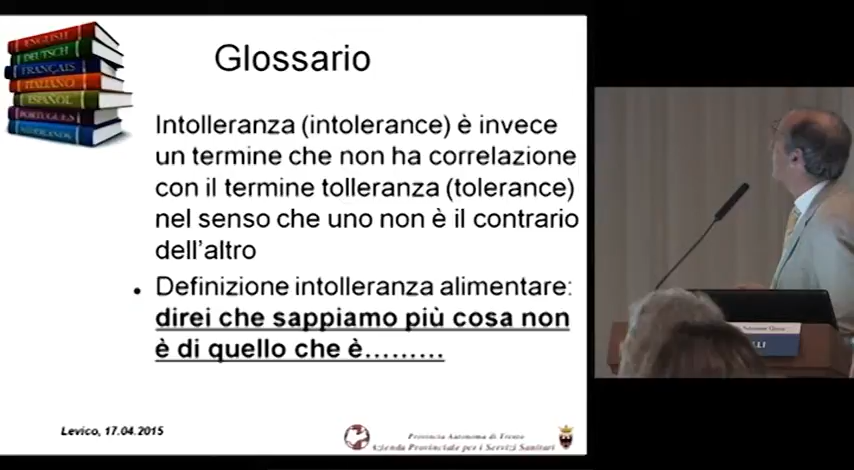 ENGLISH
DEUTSCH
FRANÇAIS
ITALIANO
ESPAÑOL
PORTUGUES
NEDERLANDS
Glossario
Intolleranza (intolerance) è invece
un termine che non ha correlazione
con il termine tolleranza (tolerance)
nel senso che uno non è il contrario
dell'altro
• Definizione intolleranza alimentare:
direi che sappiamo più cosa non
è di quello che è………
Levico, 17.04.2015
Provincia Autonoma di Trento
Azienda Provinciale per i Servizi Sanitari